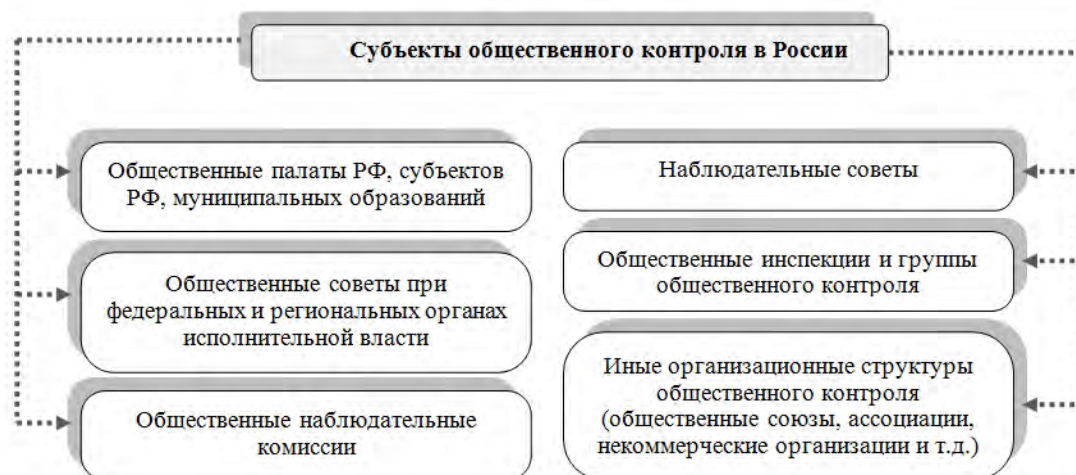 Субъекты общественного контроля в России
Общественные палаты РФ, субъектов
РФ, муниципальных образований
Общественные советы при
федеральных и региональных органах
исполнительной власти
Общественные наблюдательные
комиссии
Наблюдательные советы
Общественные инспекции и группы
общественного контроля
Иные организационные структуры
общественного контроля
(общественные союзы, ассоциации,
некоммерческие организации и т.д.)